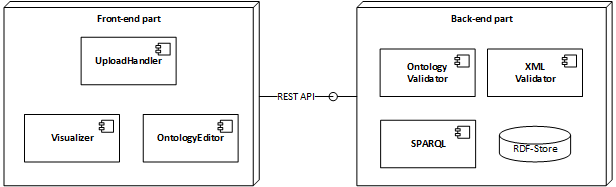 Front-end part
UploadHandler
Visualizer
OntologyEditor
REST API
Back-end part
Ontology
Validator
XML
Validator
SPARQL
RDF-Store